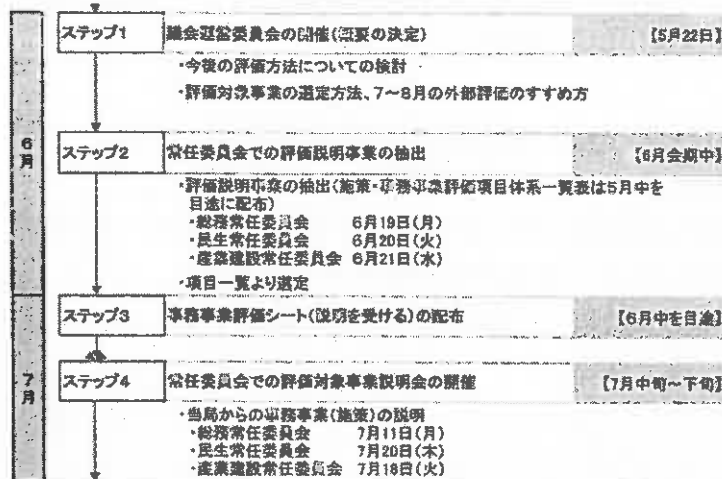 ステップ1 議会運営委員会の開催(概要の決定) 【5月22日】
・今後の評価方法についての検討
・評価対象事業の選定方法、7～8月の外部評価のすすめ方
6月
ステップ2 常任委員会での評価説明事業の抽出 【6月会期中】
・評価説明事業の抽出(施策・事務事業評価項目体系一覧表は5月中を
目途に配布)
・総務常任委員会 6月19日(月)
・民生常任委員会 6月20日(火)
・産業建設常任委員会 6月21日(水)
・項目一覧より選定
ステップ3 事務事業評価シート(説明を受ける)の配布 【6月中を目途】
7月
ステップ4 常任委員会での評価対象事業説明会の開催 【7月中旬～下旬】
・当局からの事務事業(施策)の説明
・総務常任委員会 7月11日(月)
・民生常任委員会 7月20日(木)
・産業建設常任委員会 7月18日(火)